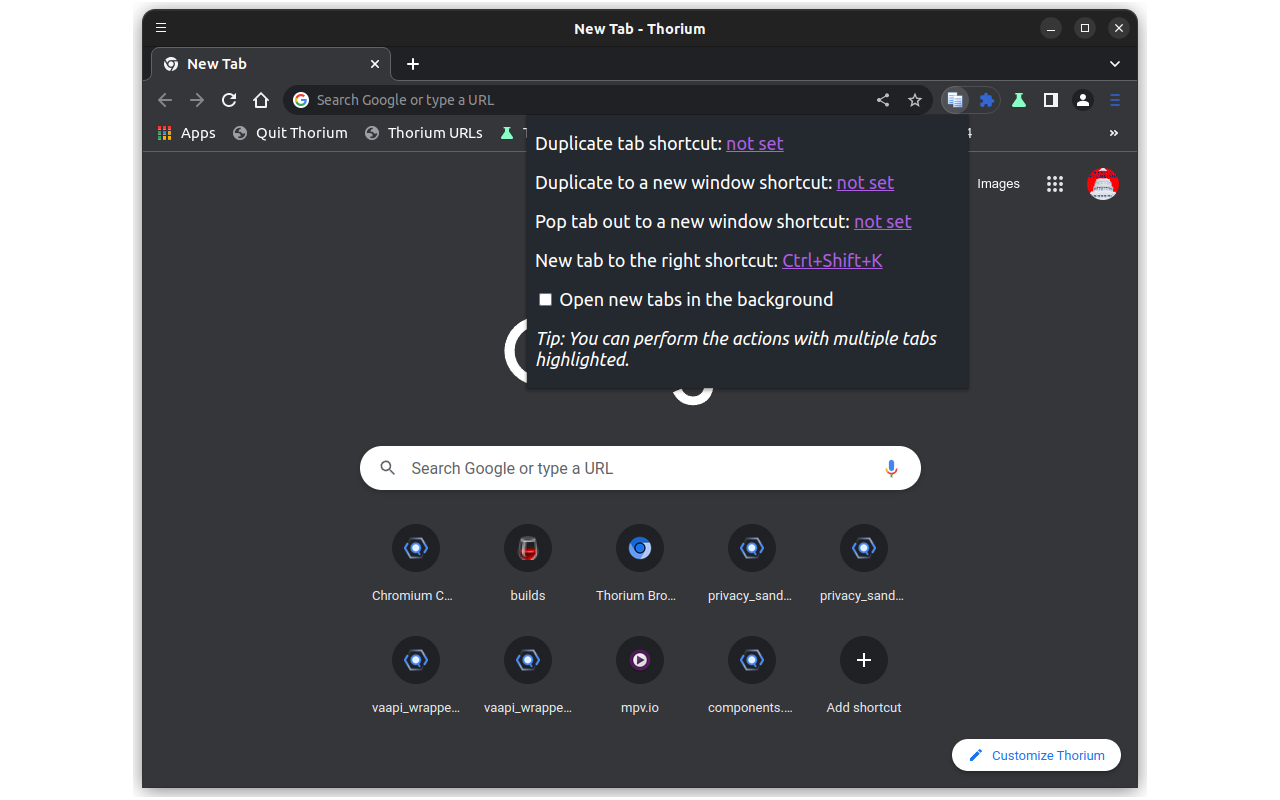 New Tab - Thorium
New Tab
Search Google or type a URL
Apps
Quit Thorium
Thorium URLs
Duplicate tab shortcut: not set
Duplicate to a new window shortcut: not set
Pop tab out to a new window shortcut: not set
New tab to the right shortcut: Ctrl+Shift+K
Open new tabs in the background
Tip: You can perform the actions with multiple tabs
highlighted.
Images
Search Google or type a URL
Chromium C...
builds
Thorium Bro...
privacy_sand...
privacy_sand...
vaapi_wrappe...
vaapi_wrappe...
mpv.io
components....
Add shortcut
Customize Thorium